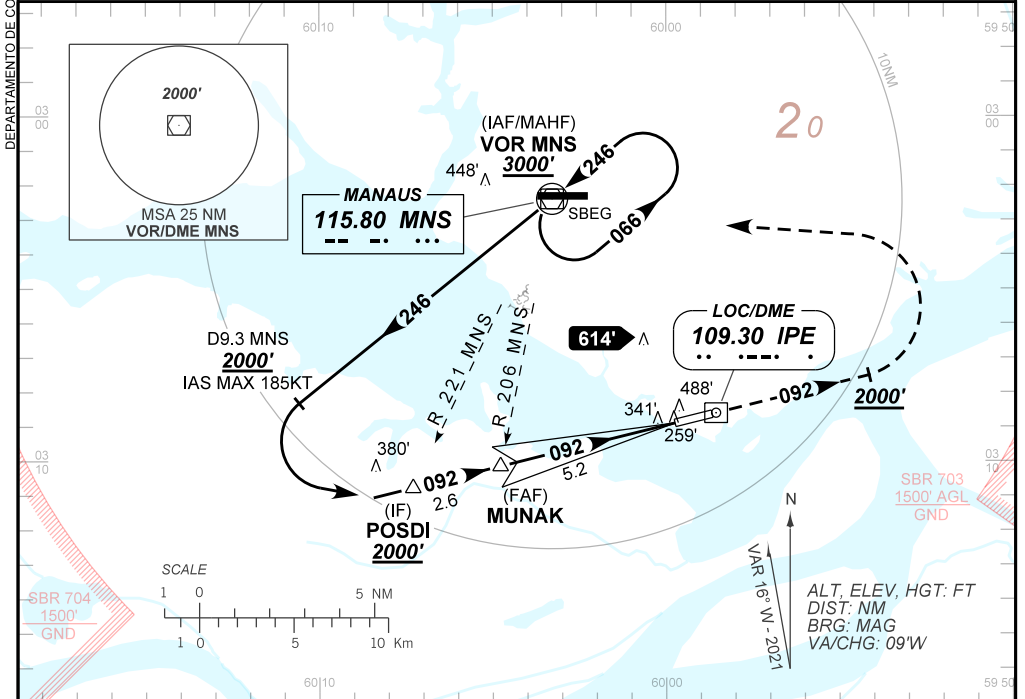 DEPARTAMENTO DE CO
60 10
60 00
59 50
03 00
03 00
10NM
2000'
MSA 25 NM
VOR/DME MNS
20
(IAF/MAHF)
VOR MNS
3000'
448'
246
066
SBEG
MANAUS
115.80 MNS
-- -. ...
246
D9.3 MNS
2000'
IAS MAX 185KT
R 221 MNS
R 206 MNS
614'
LOC/DME
109.30 IPE
.. .--. .
488'
341'
259'
092
2000'
380'
092
2.6
092
5.2
(IF)
POSDI
2000'
(FAF)
MUNAK
03 10
03 10
SBR 703
1500' AGL
GND
SBR 704
1500'
GND
SCALE
1 0 5 NM
1 0 5 10 Km
N
VAR 16° W - 2021
ALT, ELEV, HGT: FT
DIST: NM
BRG: MAG
VA/CHG: 09'W
60 10
60 00
59 50